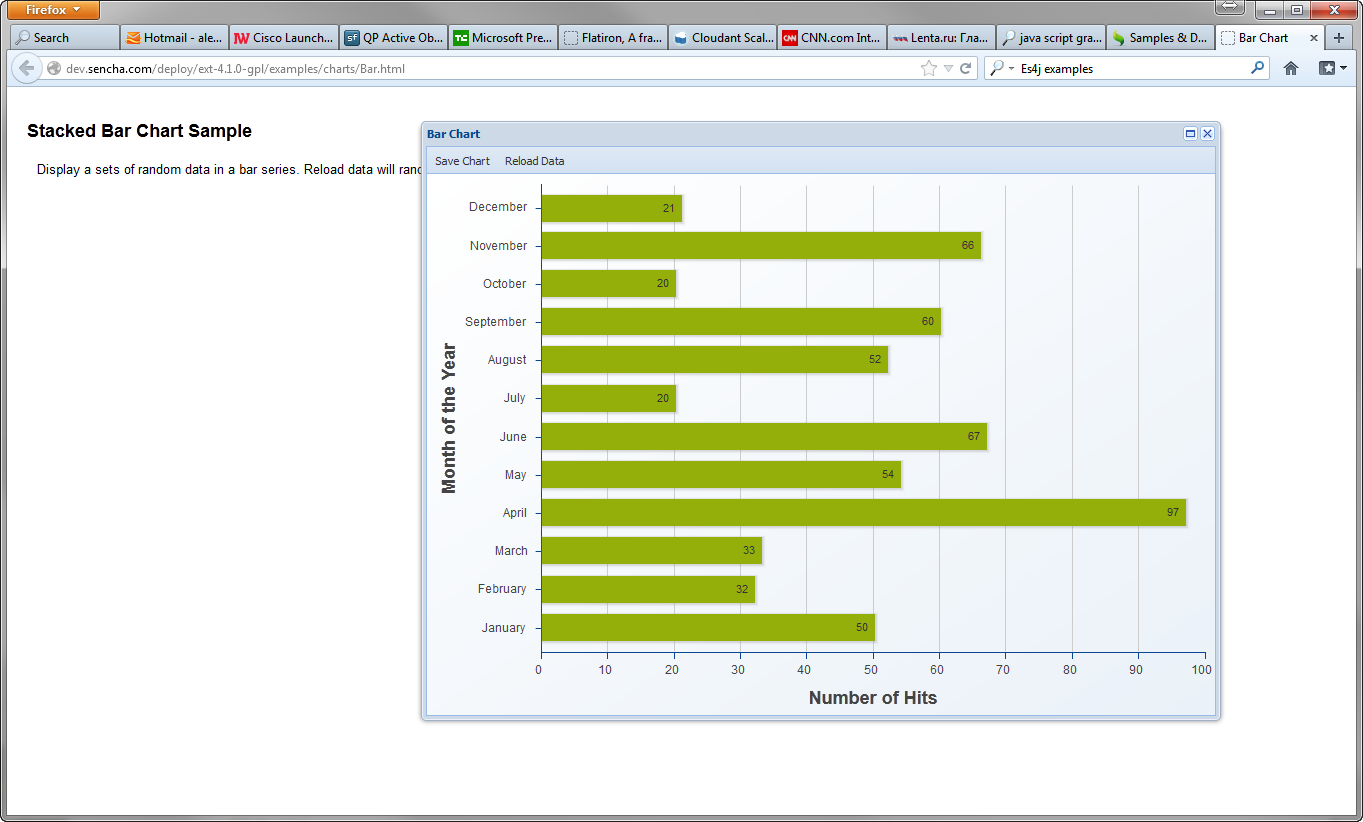 Firefox
Search
Hotmail - ale...
Cisco Launch...
QP Active Ob...
Microsoft Pre...
Flatiron, A fra...
Cloudant Scal...
CNN.com Int...
Lenta.ru: Гла...
java script gra...
Samples & D...
Bar Chart
dev.sencha.com/deploy/ext-4.1.0-gpl/examples/charts/Bar.html
Es4j examples
Stacked Bar Chart Sample
Display a sets of random data in a bar series. Reload data will ran
Bar Chart
Save Chart
Reload Data
Month of the Year
December 21
November 66
October 20
September 60
August 52
July 20
June 67
May 54
April 97
March 33
February 32
January 50
0 10 20 30 40 50 60 70 80 90 100
Number of Hits